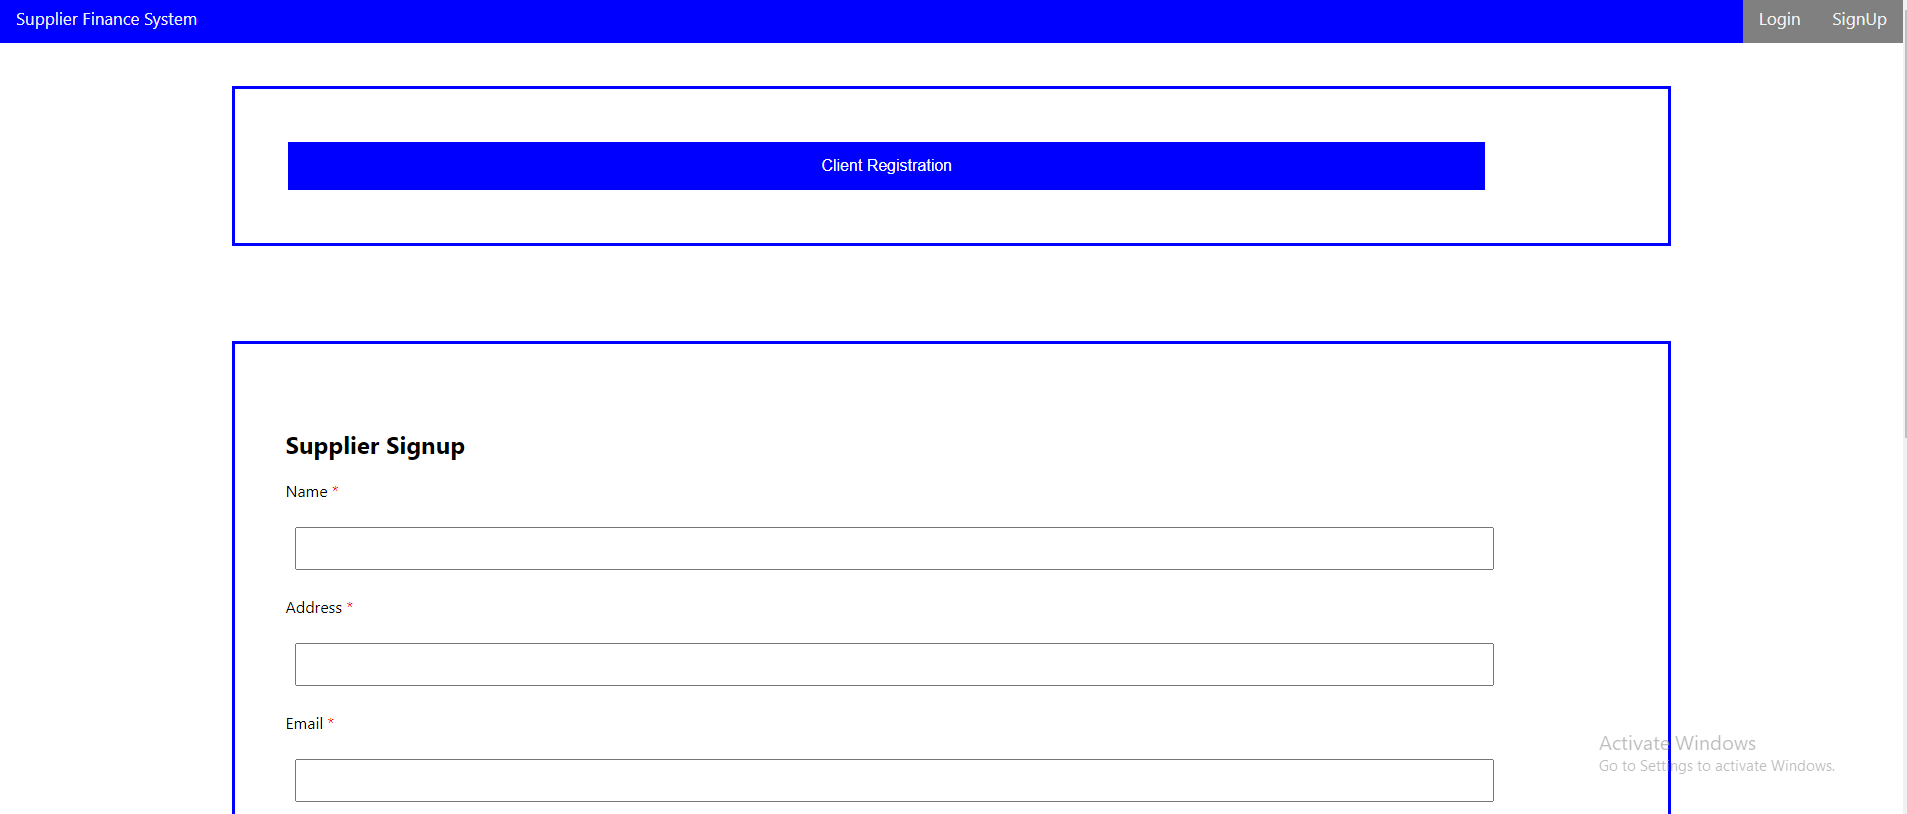 Supplier Finance System
Login
SignUp
Client Registration
Supplier Signup
Name *
Address *
Email *
Activate Windows
Go to Settings to activate Windows.